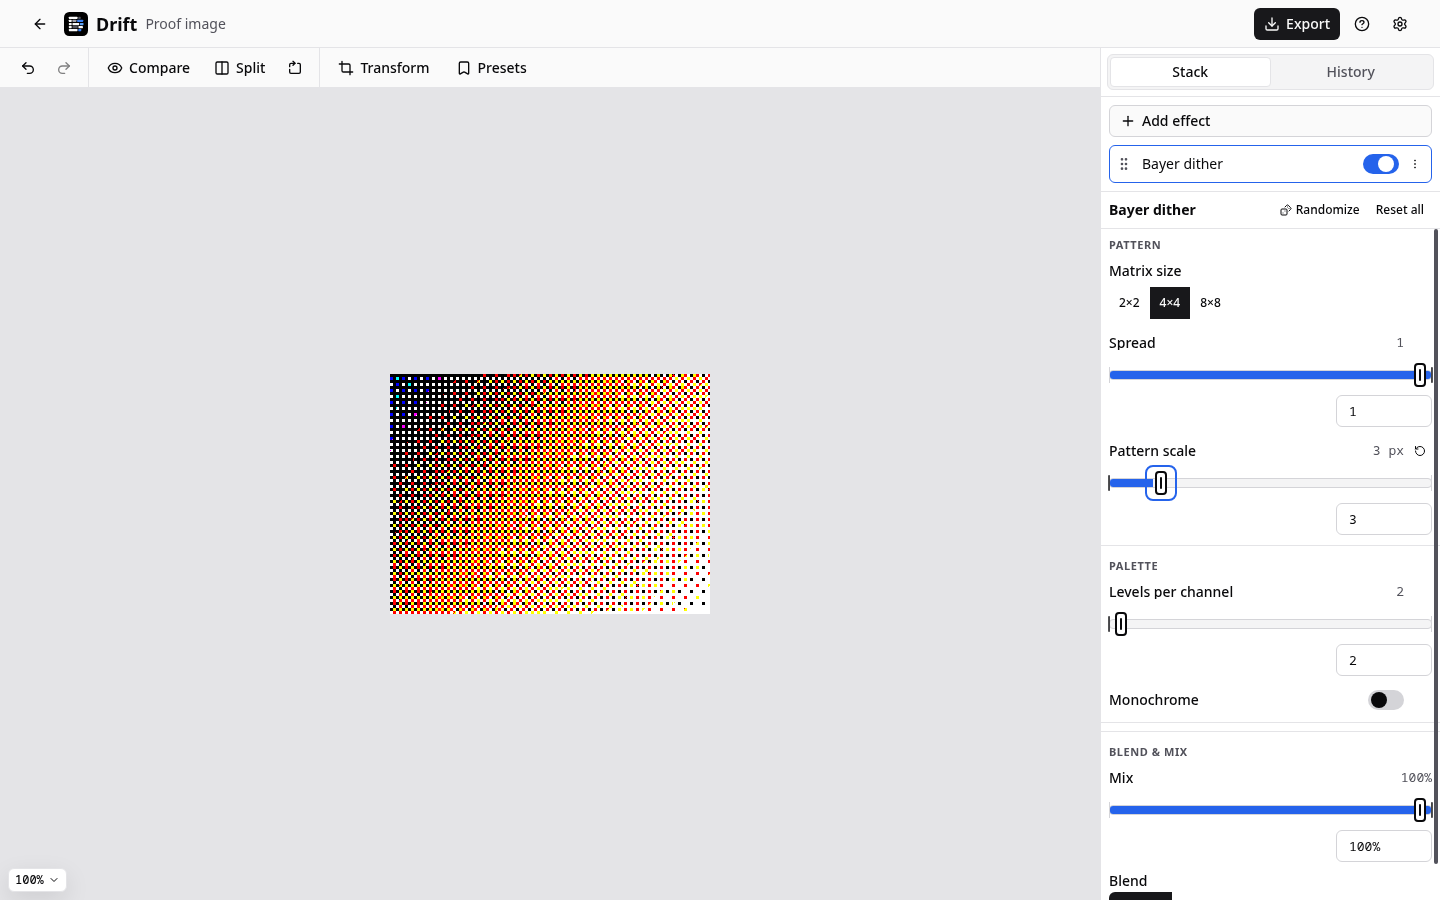 Drift Proof image
Export
Compare Split Transform Presets
Stack History
Add effect
Bayer dither
Bayer dither Randomize Reset all
PATTERN
Matrix size
2×2 4×4 8×8
Spread 1
1
Pattern scale 3 px
3
PALETTE
Levels per channel 2
2
Monochrome
BLEND & MIX
Mix 100%
100%
Blend
100%